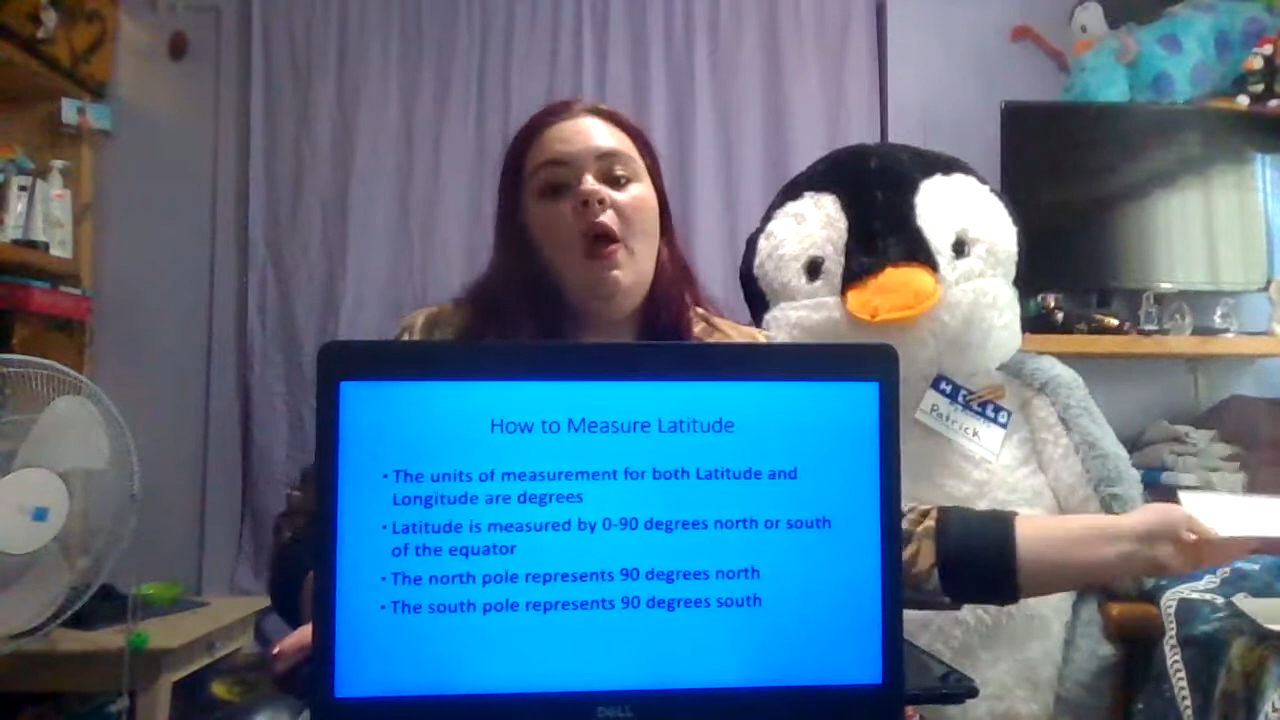 How to Measure Latitude
• The units of measurement for both Latitude and
Longitude are degrees
• Latitude is measured by 0-90 degrees north or south
of the equator
• The north pole represents 90 degrees north
• The south pole represents 90 degrees south
DELL
HELLO
Patrick